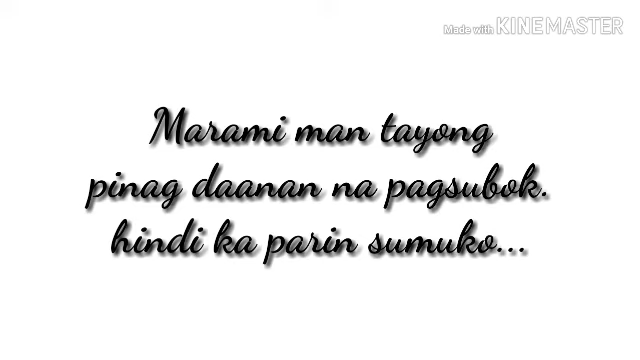 Made with KINEMASTER
Marami man tayong
pinag daanan na pagsubok.
hindi ka parin sumuko...